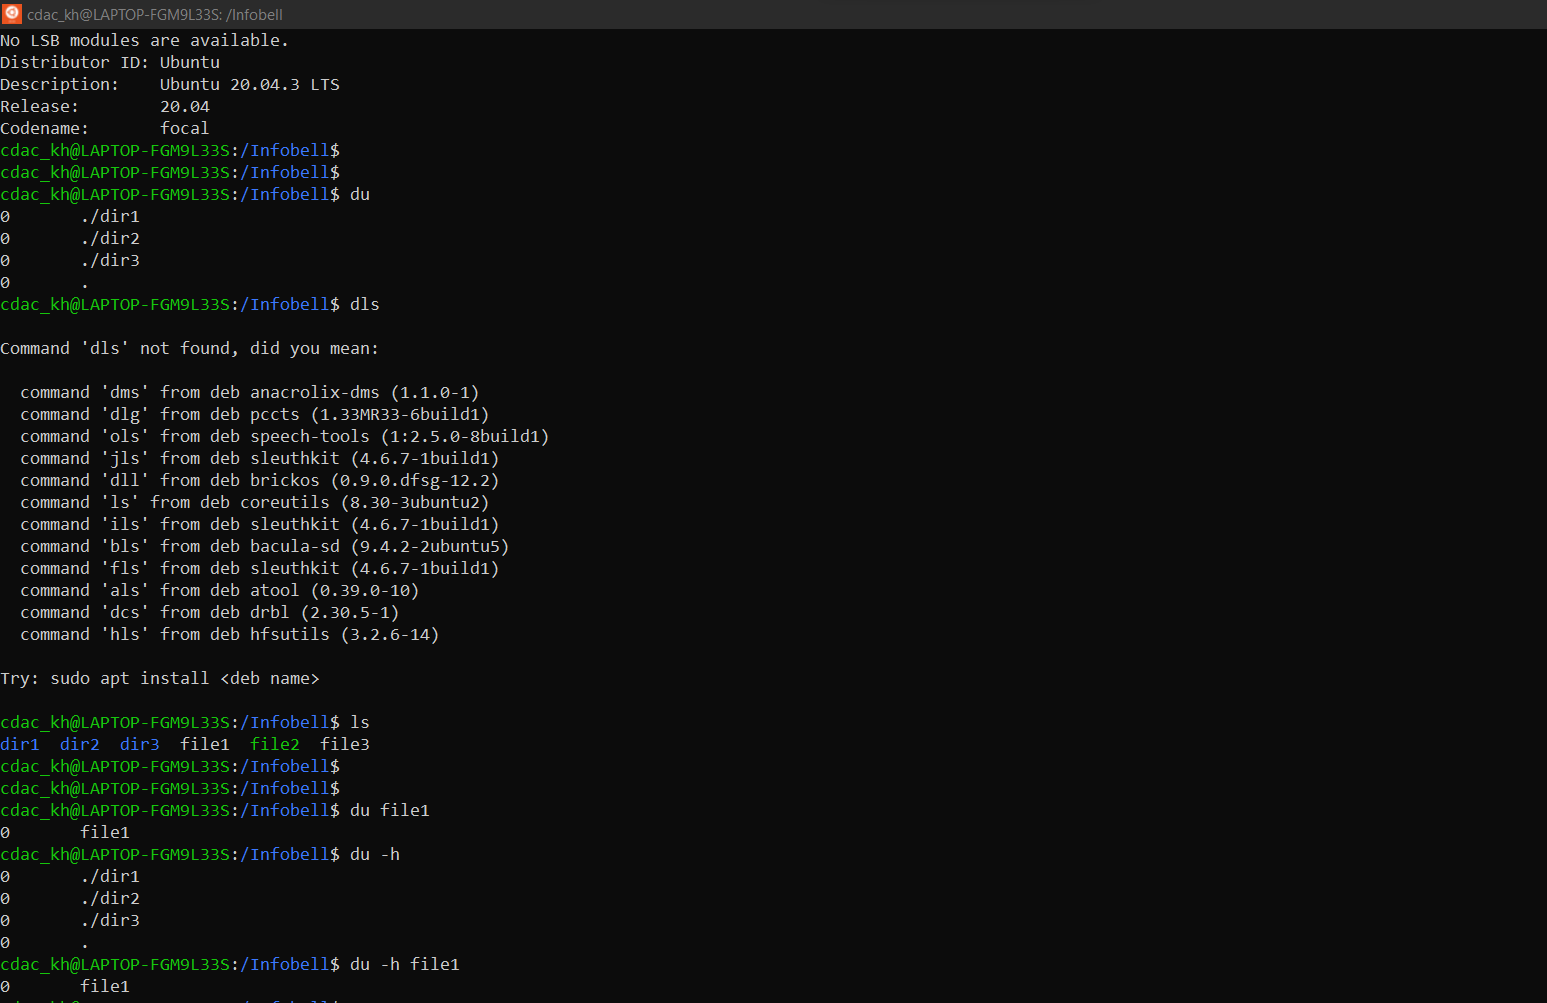 cdac_kh@LAPTOP-FGM9L33S: /Infobell
No LSB modules are available.
Distributor ID: Ubuntu
Description:    Ubuntu 20.04.3 LTS
Release:        20.04
Codename:       focal
cdac_kh@LAPTOP-FGM9L33S:/Infobell$
cdac_kh@LAPTOP-FGM9L33S:/Infobell$
cdac_kh@LAPTOP-FGM9L33S:/Infobell$ du
0       ./dir1
0       ./dir2
0       ./dir3
0       .
cdac_kh@LAPTOP-FGM9L33S:/Infobell$ dls
Command 'dls' not found, did you mean:
  command 'dms' from deb anacrolix-dms (1.1.0-1)
  command 'dlg' from deb pccts (1.33MR33-6build1)
  command 'ols' from deb speech-tools (1:2.5.0-8build1)
  command 'jls' from deb sleuthkit (4.6.7-1build1)
  command 'dll' from deb brickos (0.9.0.dfsg-12.2)
  command 'ls' from deb coreutils (8.30-3ubuntu2)
  command 'ils' from deb sleuthkit (4.6.7-1build1)
  command 'bls' from deb bacula-sd (9.4.2-2ubuntu5)
  command 'fls' from deb sleuthkit (4.6.7-1build1)
  command 'als' from deb atool (0.39.0-10)
  command 'dcs' from deb drbl (2.30.5-1)
  command 'hls' from deb hfsutils (3.2.6-14)
Try: sudo apt install <deb name>
cdac_kh@LAPTOP-FGM9L33S:/Infobell$ ls
dir1  dir2  dir3  file1  file2  file3
cdac_kh@LAPTOP-FGM9L33S:/Infobell$
cdac_kh@LAPTOP-FGM9L33S:/Infobell$
cdac_kh@LAPTOP-FGM9L33S:/Infobell$ du file1
0       file1
cdac_kh@LAPTOP-FGM9L33S:/Infobell$ du -h
0       ./dir1
0       ./dir2
0       ./dir3
0       .
cdac_kh@LAPTOP-FGM9L33S:/Infobell$ du -h file1
0       file1